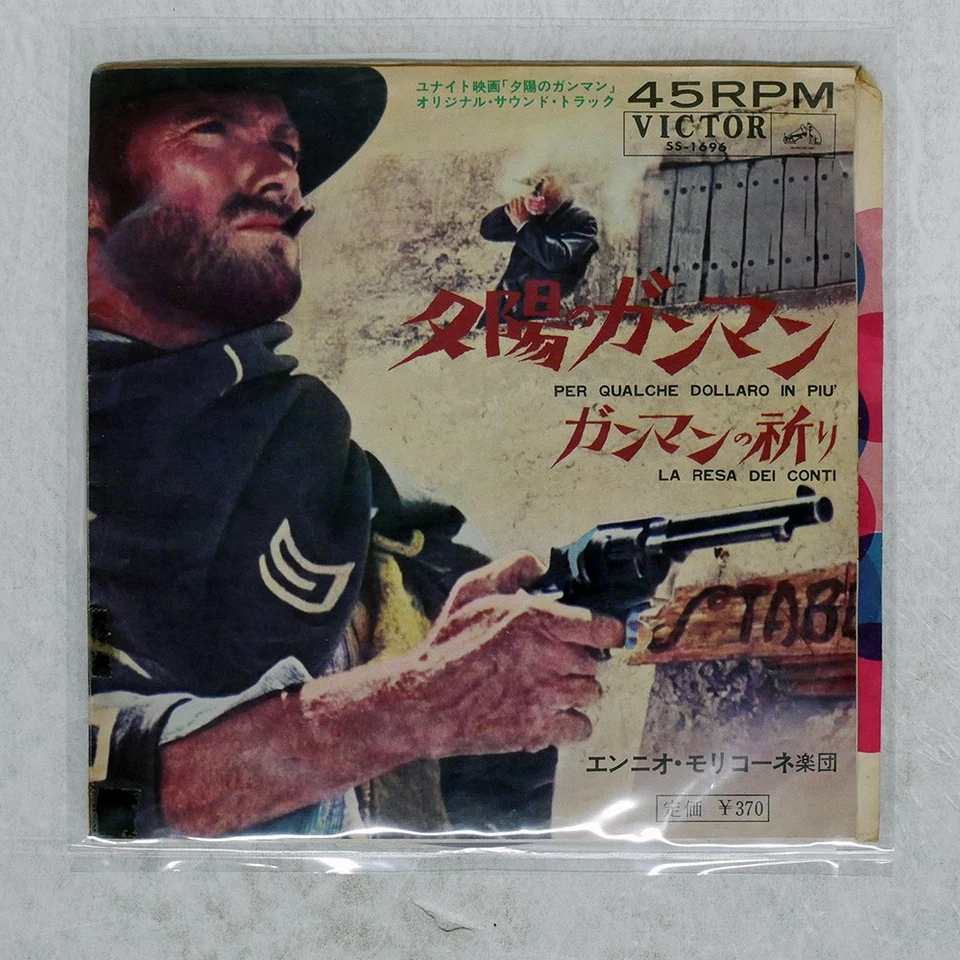 ユナイト映画「夕陽のガンマン」
オリジナル・サウンド・トラック
45RPM
VICTOR
SS-1696
夕陽のガンマン
PER QUALCHE DOLLARO IN PIU'
ガンマンの祈り
LA RESA DEI CONTI
STABL
エンニオ・モリコーネ楽団
定価 ¥370